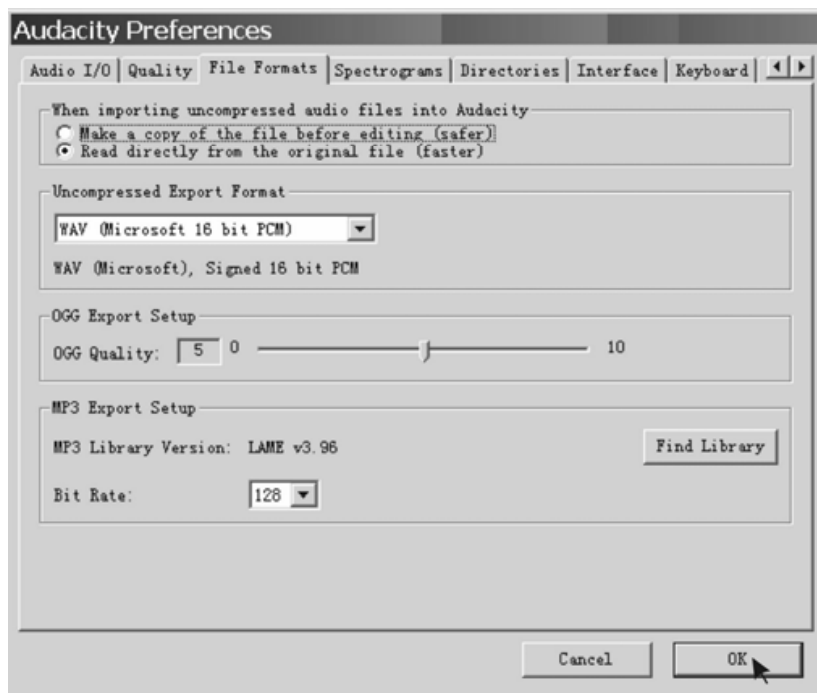 Audacity Preferences
Audio I/O Quality File Formats Spectrograms Directories Interface Keyboard
When importing uncompressed audio files into Audacity
Make a copy of the file before editing (safer)
Read directly from the original file (faster)
Uncompressed Export Format
WAV (Microsoft 16 bit PCM)
WAV (Microsoft), Signed 16 bit PCM
OGG Export Setup
OGG Quality: 5 0 10
MP3 Export Setup
MP3 Library Version: LAME v3.96 Find Library
Bit Rate: 128
Cancel OK